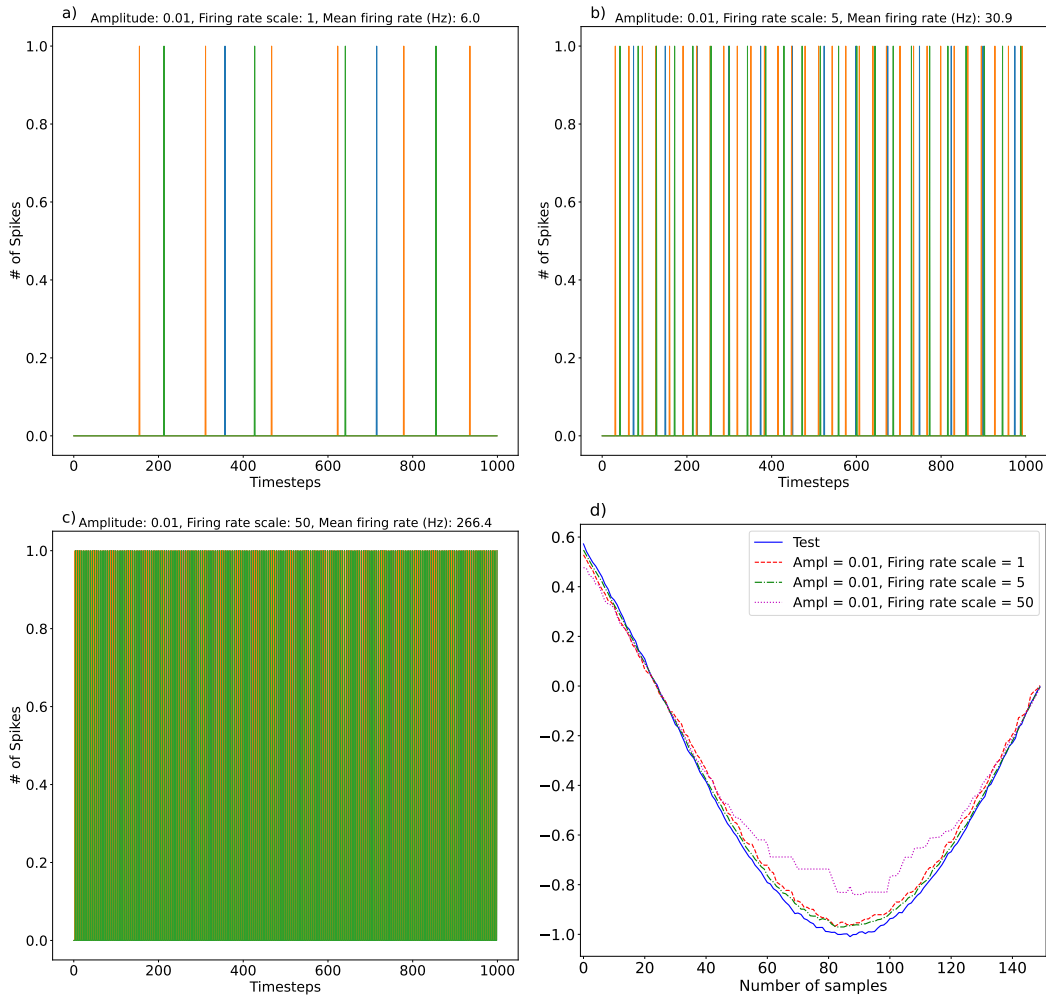 a) Amplitude: 0.01, Firing rate scale: 1, Mean firing rate (Hz): 6.0
1.0
0.8
0.6
0.4
0.2
0.0
# of Spikes
0 200 400 600 800 1000
Timesteps
b) Amplitude: 0.01, Firing rate scale: 5, Mean firing rate (Hz): 30.9
1.0
0.8
0.6
0.4
0.2
0.0
# of Spikes
0 200 400 600 800 1000
Timesteps
c) Amplitude: 0.01, Firing rate scale: 50, Mean firing rate (Hz): 266.4
1.0
0.8
0.6
0.4
0.2
0.0
# of Spikes
0 200 400 600 800 1000
Timesteps
d)
0.6
0.4
0.2
0.0
−0.2
−0.4
−0.6
−0.8
−1.0
Test
Ampl = 0.01, Firing rate scale = 1
Ampl = 0.01, Firing rate scale = 5
Ampl = 0.01, Firing rate scale = 50
0 20 40 60 80 100 120 140
Number of samples